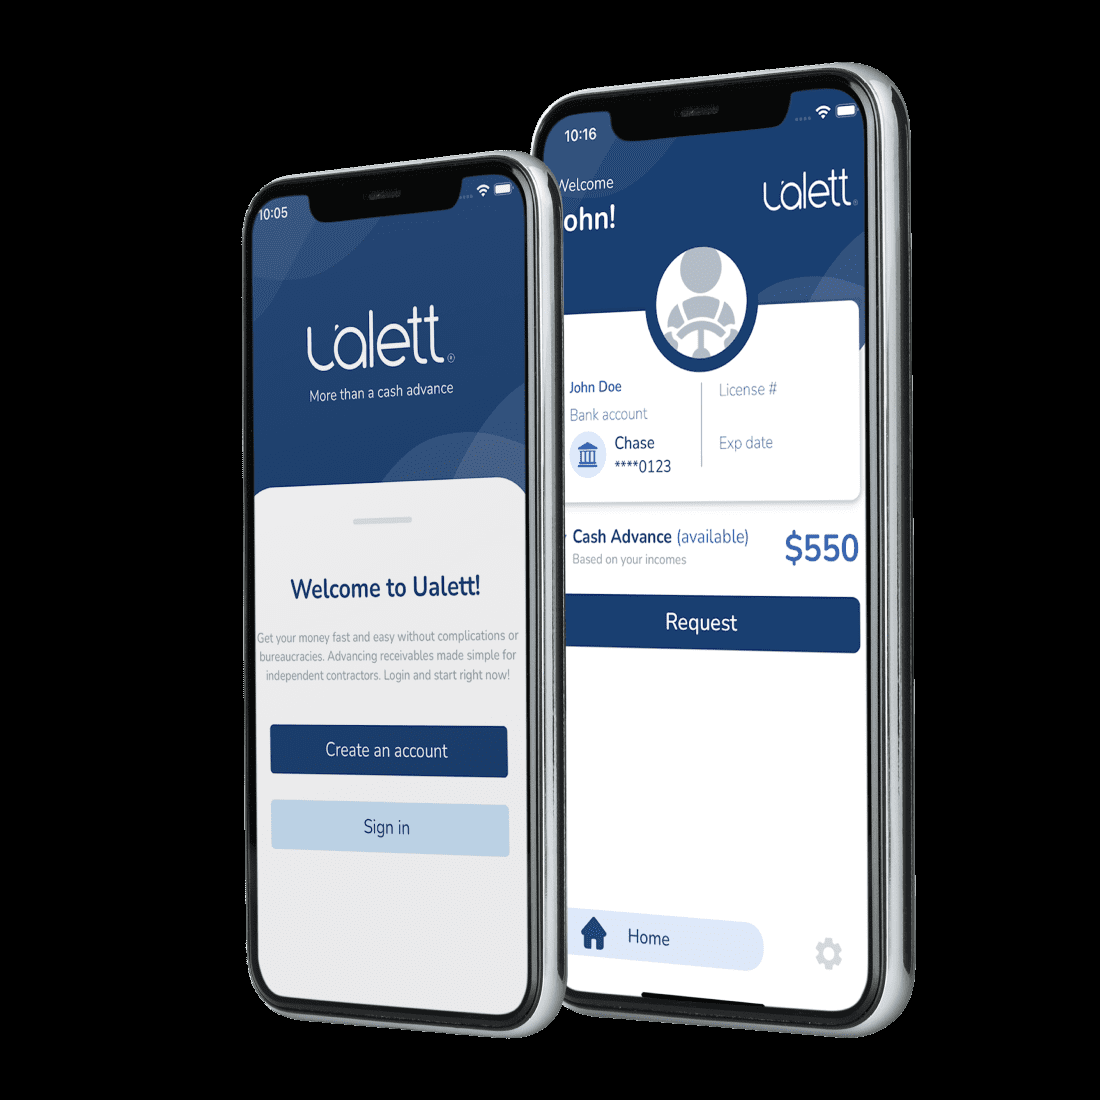 10:05
Ualett®
More than a cash advance
Welcome to Ualett!
Get your money fast and easy without complications or
bureaucracies. Advancing receivables made simple for
independent contractors. Login and start right now!
Create an account
Sign in
10:16
Welcome
ohn!
Ualett®
John Doe
Bank account
Chase
****0123
License #
Exp date
Cash Advance (available)
Based on your incomes
$550
Request
Home